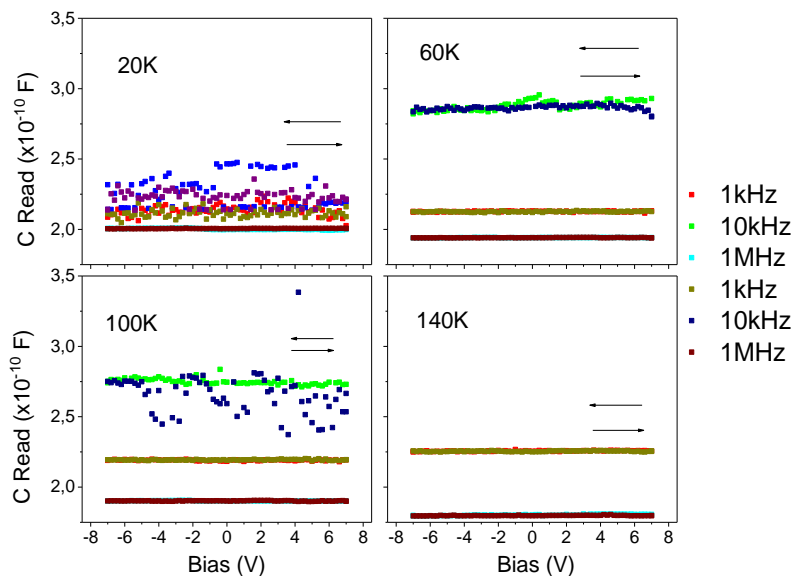 3,5
3,0
2,5
2,0
C Read (x10⁻¹⁰ F)
20K
60K
3,5
3,0
2,5
2,0
C Read (x10⁻¹⁰ F)
100K
140K
-8 -6 -4 -2 0 2 4 6 8
Bias (V)
-8 -6 -4 -2 0 2 4 6 8
Bias (V)
1kHz
10kHz
1MHz
1kHz
10kHz
1MHz